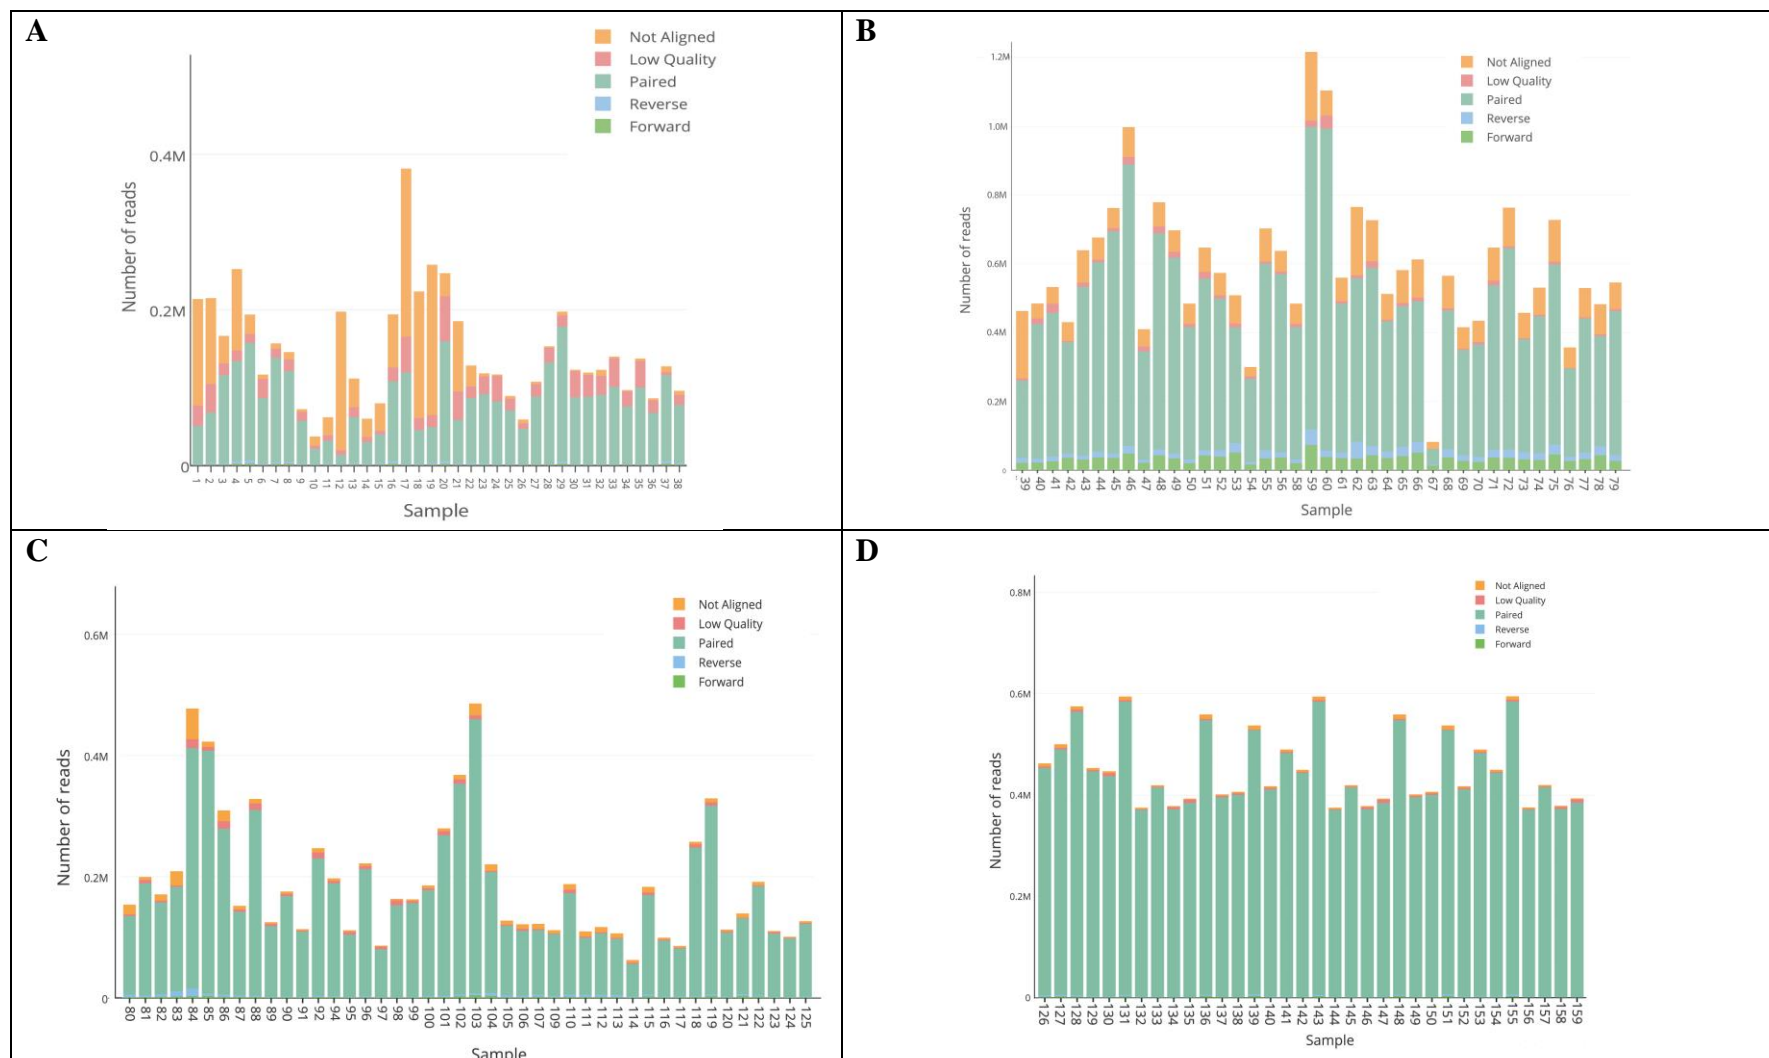 A
Not Aligned
Low Quality
Paired
Reverse
Forward
Number of reads
0.4M
0.2M
0
1 2 3 4 5 6 7 8 9 10 11 12 13 14 15 16 17 18 19 20 21 22 23 24 25 26 27 28 29 30 31 32 33 34 35 36 37 38
Sample
B
Not Aligned
Low Quality
Paired
Reverse
Forward
Number of reads
1.2M
1.0M
0.8M
0.6M
0.4M
0.2M
0
39 40 41 42 43 44 45 46 47 48 49 50 51 52 53 54 55 56 58 59 60 61 62 63 64 65 66 67 68 69 70 71 72 73 74 75 76 77 78 79
Sample
C
Not Aligned
Low Quality
Paired
Reverse
Forward
Number of reads
0.6M
0.4M
0.2M
0
80 81 82 83 84 85 86 87 88 89 90 91 92 94 95 96 97 98 99 100 101 102 103 104 105 106 107 109 110 111 112 113 114 115 116 117 118 119 120 121 122 123 124 125
Sample
D
Not Aligned
Low Quality
Paired
Reverse
Forward
Number of reads
0.8M
0.6M
0.4M
0.2M
0
126 127 128 129 130 131 132 133 134 135 136 137 138 139 140 141 142 143 144 145 146 147 148 149 150 151 152 153 154 155 156 157 158 159
Sample